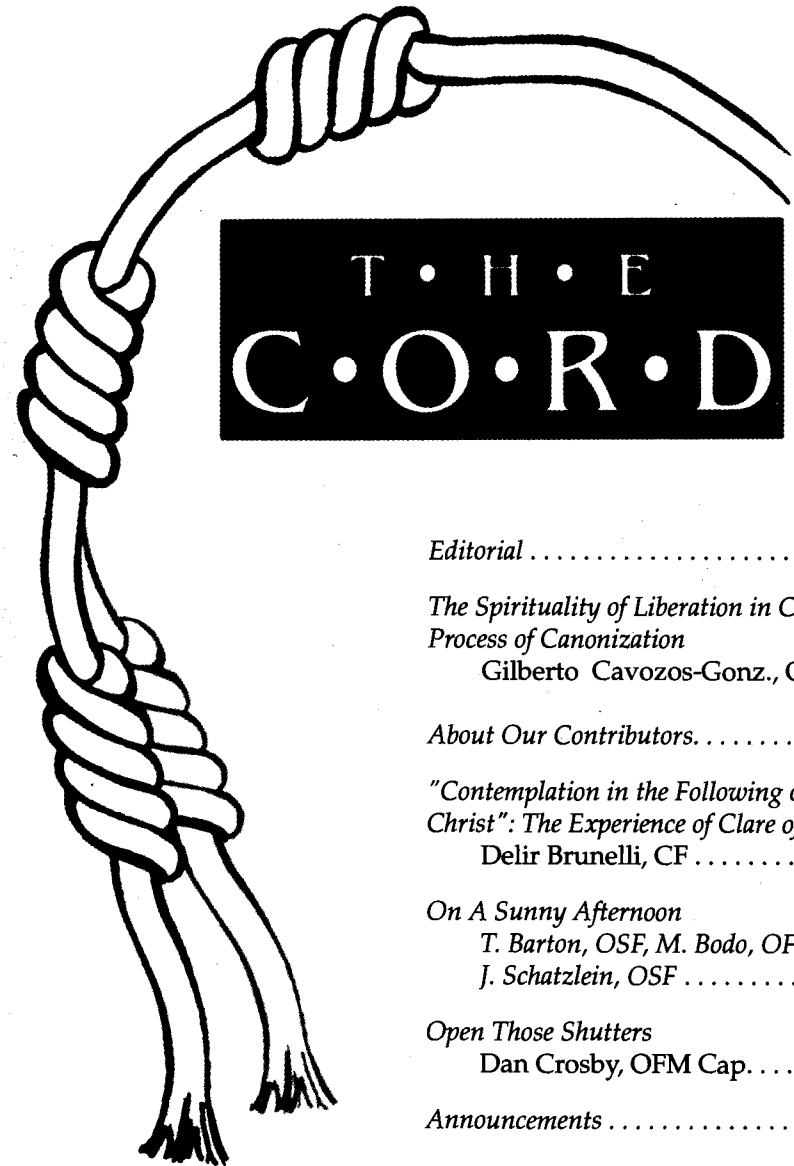 T • H • E
C • O • R • D
Editorial . . . . . . . . . . . . . . . . . . . .
The Spirituality of Liberation in
Process of Canonization
Gilberto Cavozos-Gonz.,
About Our Contributors. . . . . . . . .
"Contemplation in the Following
Christ": The Experience of Clare
Delir Brunelli, CF . . . . . . . . .
On A Sunny Afternoon
T. Barton, OSF, M. Bodo,
J. Schatzlein, OSF . . . . . . . . . .
Open Those Shutters
Dan Crosby, OFM Cap. . . . .
Announcements . . . . . . . . . . . . . .